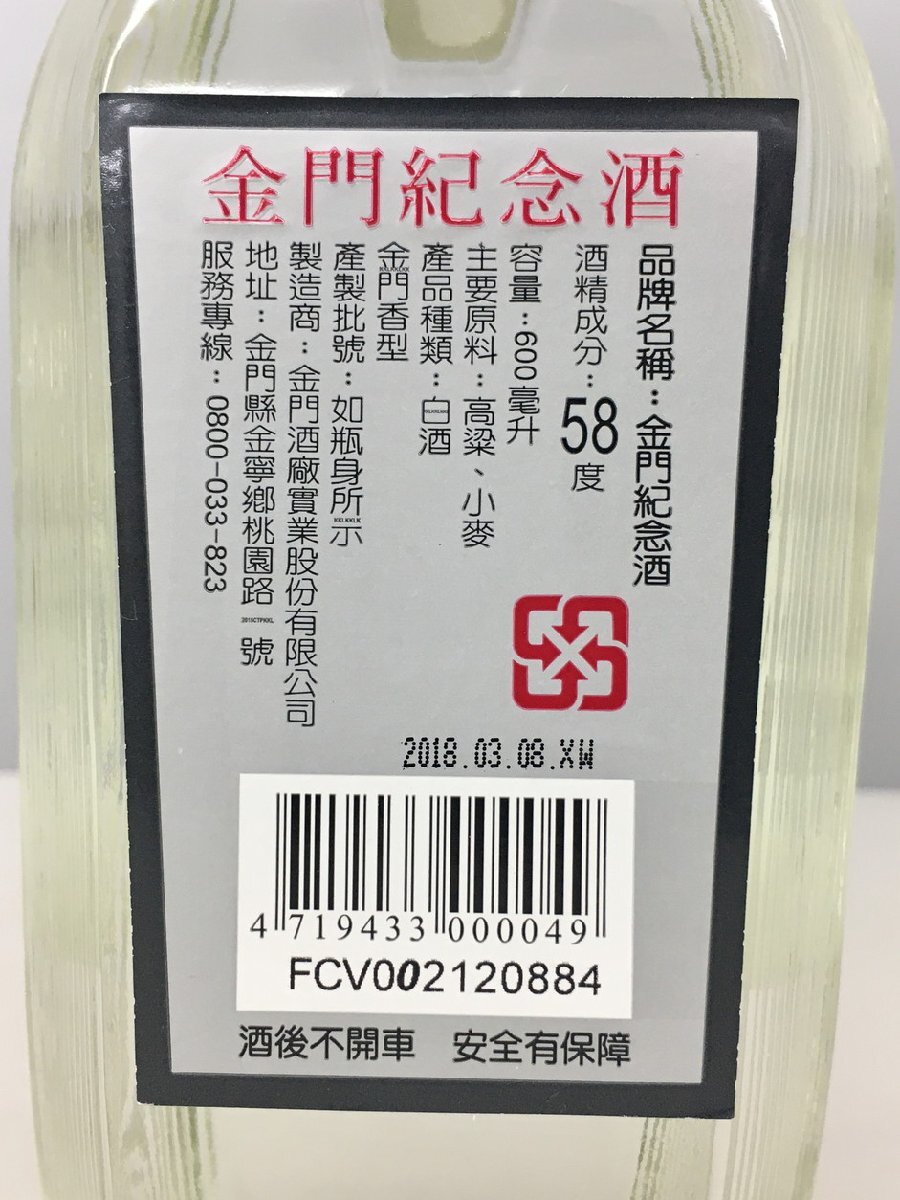 金門紀念酒
品牌名稱：金門紀念酒
酒精成分：58度
容量：600毫升
主要原料：高粱、小麥
產品種類：白酒
金門香型
產製批號：如瓶身所示
製造商：金門酒廠實業股份有限公司
地址：金門縣金寧鄉桃園路 號
服務專線：0800-033-823
2018.03.08.XW
4 719433 000049
FCV002120884
酒後不開車 安全有保障